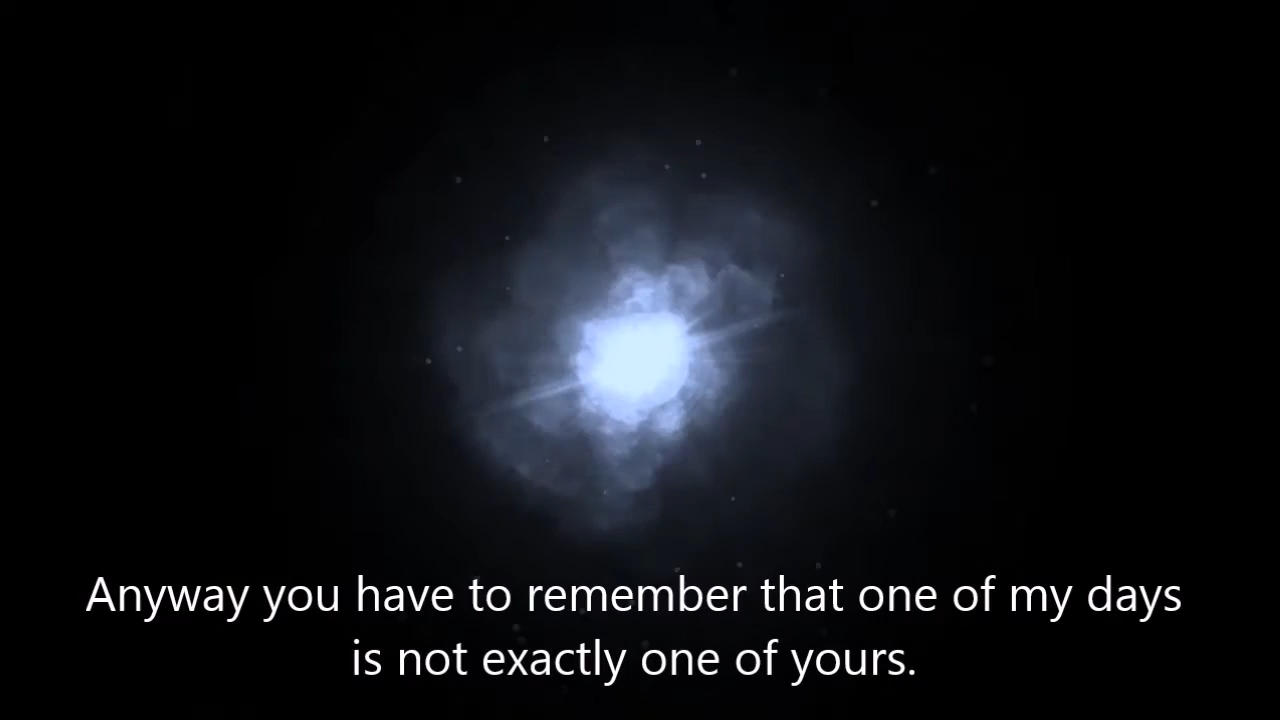 Anyway you have to remember that one of my days
is not exactly one of yours.